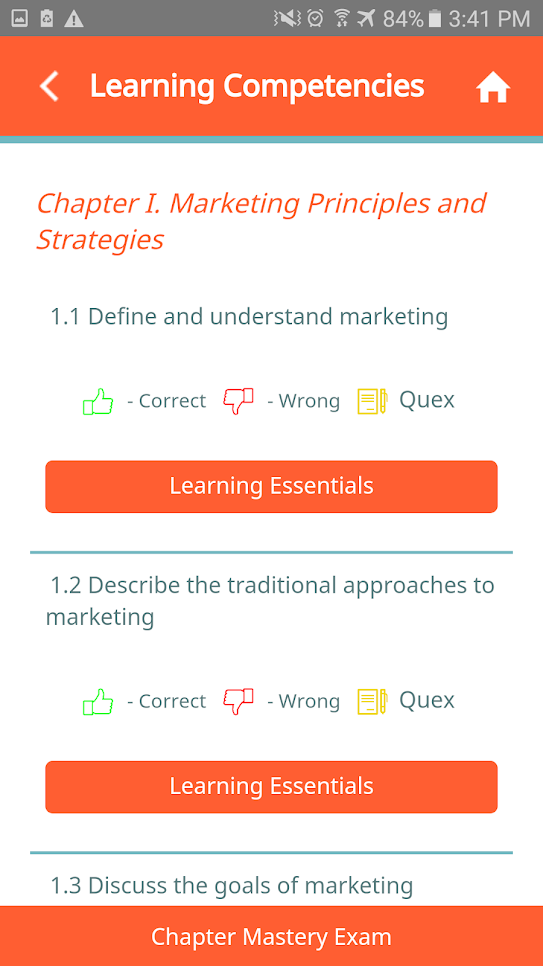 84% 3:41 PM
Learning Competencies
Chapter I. Marketing Principles and
Strategies
1.1 Define and understand marketing
- Correct - Wrong Quex
Learning Essentials
1.2 Describe the traditional approaches to
marketing
- Correct - Wrong Quex
Learning Essentials
1.3 Discuss the goals of marketing
Chapter Mastery Exam